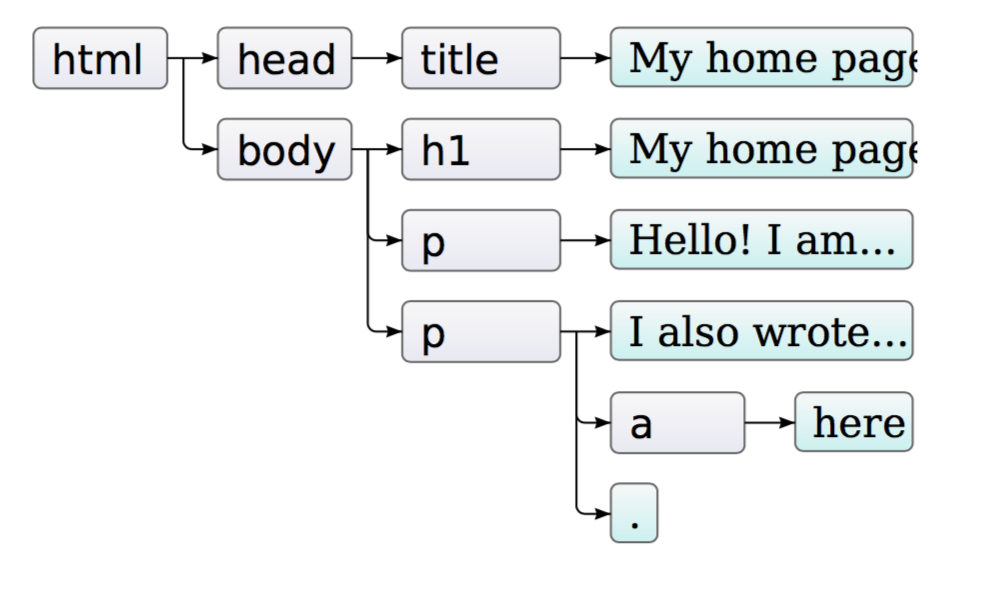 html head title My home page
body h1 My home page
p Hello! I am...
p I also wrote...
a here
.